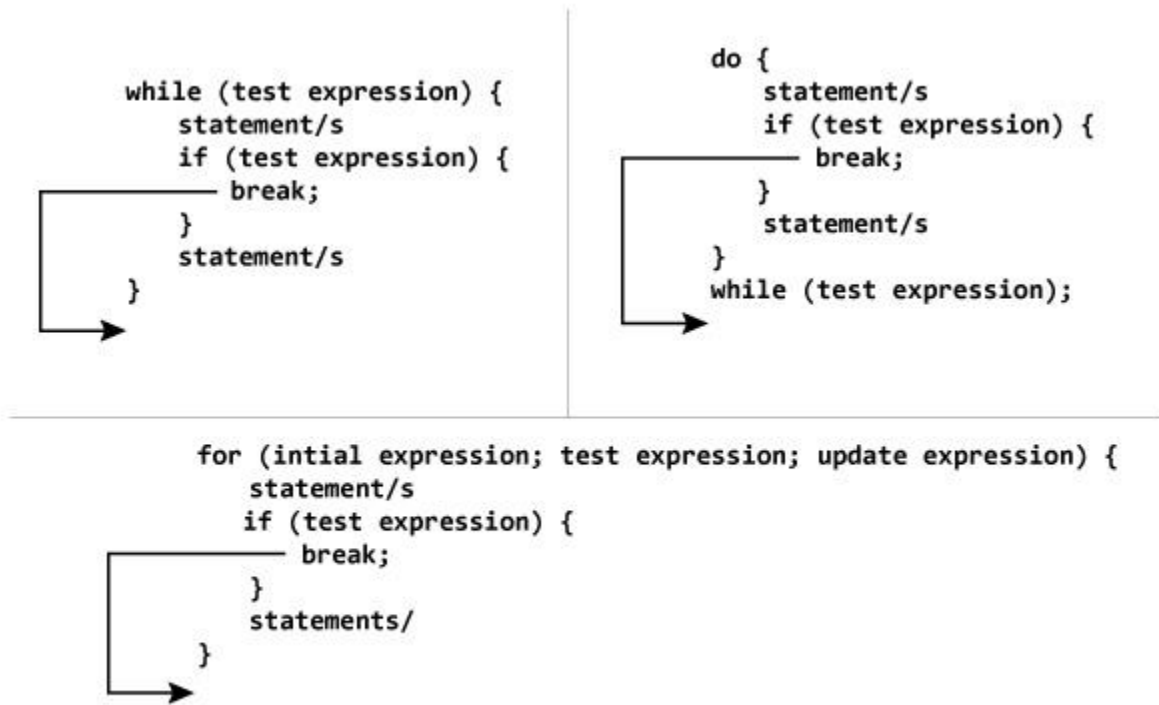 while (test expression) {
statement/s
if (test expression) {
break;
}
statement/s
}
do {
statement/s
if (test expression) {
break;
}
statement/s
}
while (test expression);
for (intial expression; test expression; update expression) {
statement/s
if (test expression) {
break;
}
statements/
}